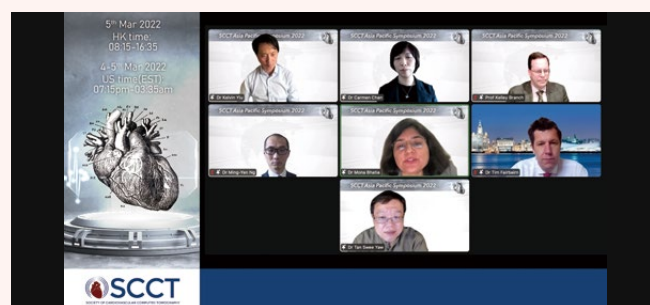 5th Mar 2022
HK time:
08:15-16:35
4-5th Mar 2022
US time(EST):
07:15pm-03:35am
SCCT
SOCIETY OF CARDIOVASCULAR COMPUTED TOMOGRAPHY
SCCT Asia Pacific Symposium 2022
SCCT Asia Pacific Symposium 2022
SCCT Asia Pacific Symposium 2022
Dr Kelvin Yiu
Dr Carmen Chan
Prof Kelley Branch
SCCT Asia Pacific Symposium 2022
SCCT Asia Pacific Symposium 2022
Dr Ming-Yen Ng
Dr Mona Bhatia
Dr Tim Fairbairn
SCCT Asia Pacific Symposium 2022
Dr Tan Swee Yaw